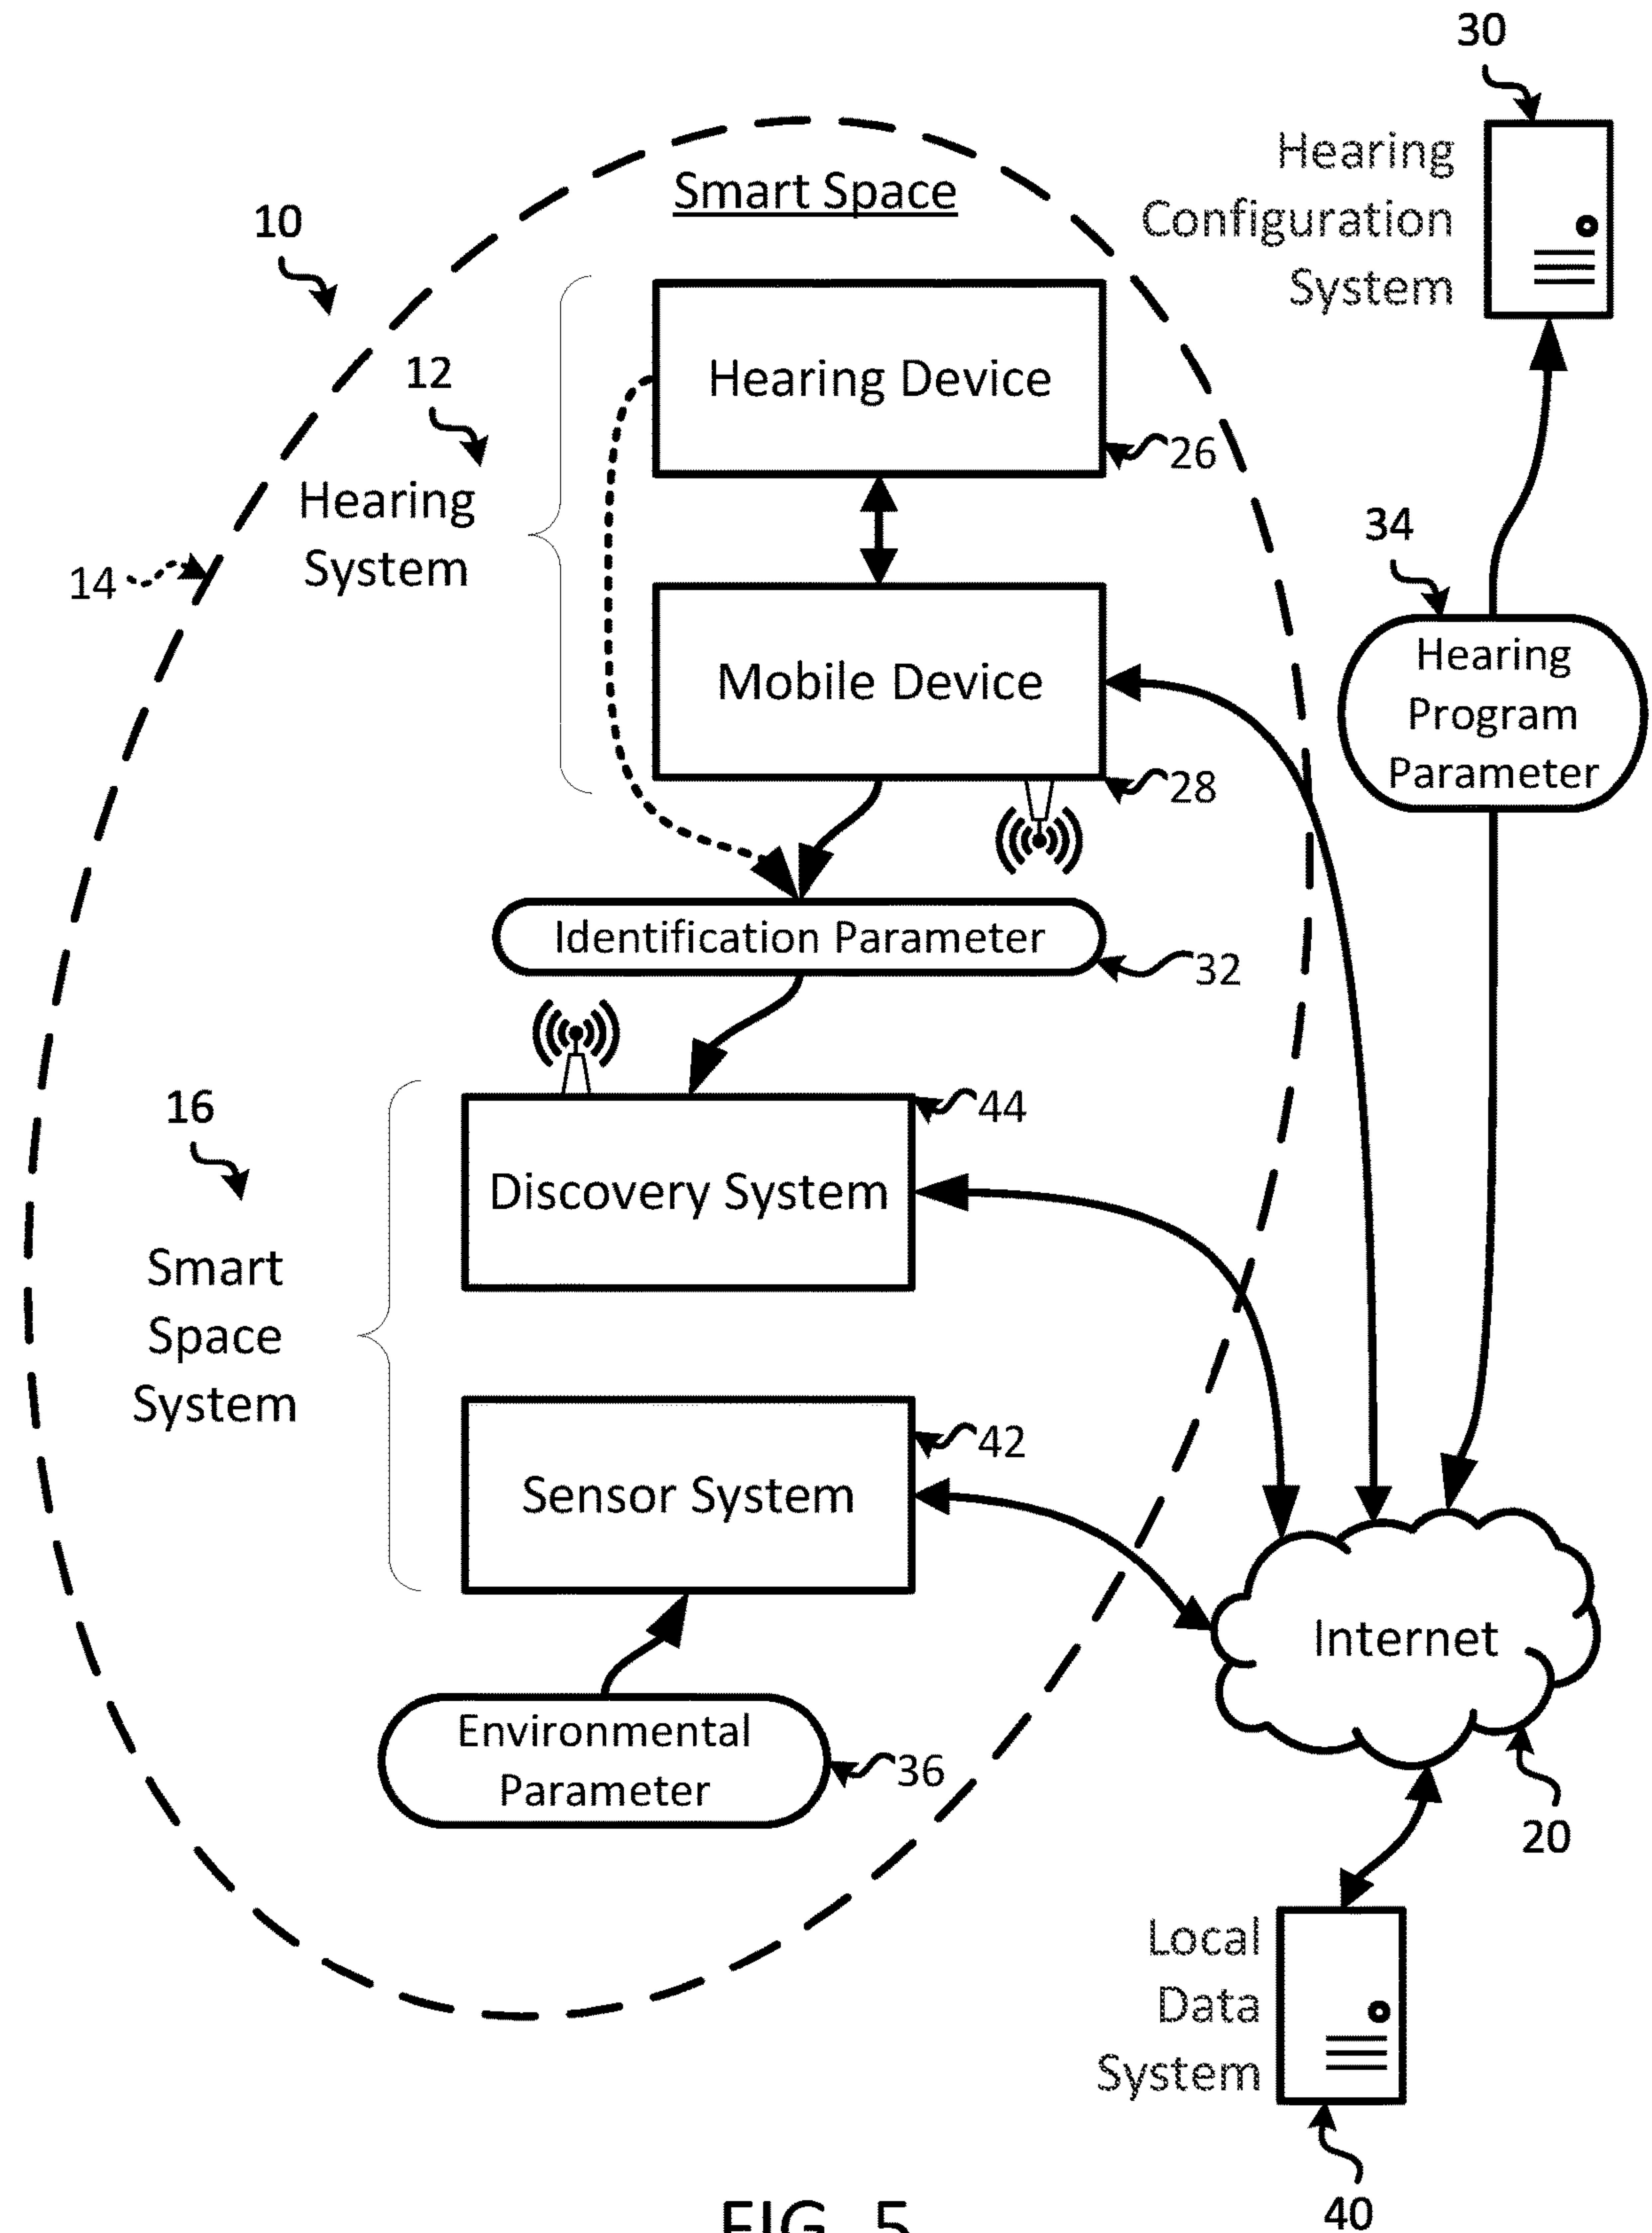 30
Hearing
Configuration
System
Smart Space
10
12
Hearing
System
Hearing Device
26
14
34
Hearing
Program
Parameter
Mobile Device
28
Identification Parameter
32
16
44
Smart
Space
System
Discovery System
42
Sensor System
Internet
Environmental
Parameter
36
20
Local
Data
System
40
FIG. 5